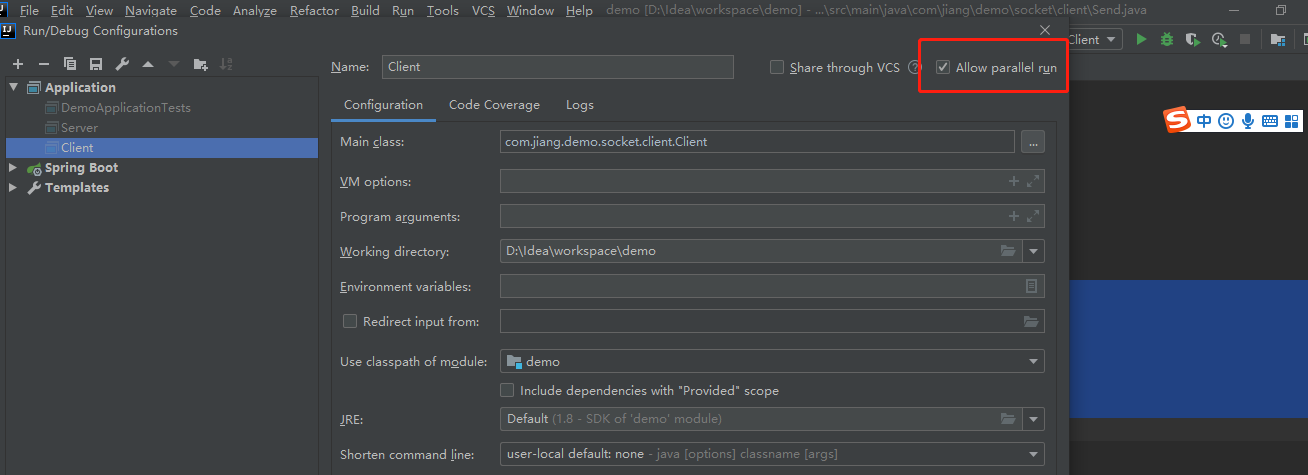 IJ File Edit View Navigate Code Analyze Refactor Build Run Tools VCS Window Help demo [D:\Idea\workspace\demo] - ...\src\main\java\com\jiang\demo\socket\client\Send.java
IJ Run/Debug Configurations
Client
Name: Client Share through VCS ? Allow parallel run
Application
DemoApplicationTests
Server
Client
Spring Boot
Templates
Configuration Code Coverage Logs
Main class: com.jiang.demo.socket.client.Client ...
VM options:
Program arguments:
Working directory: D:\Idea\workspace\demo
Environment variables:
Redirect input from:
Use classpath of module: demo
Include dependencies with "Provided" scope
JRE: Default (1.8 - SDK of 'demo' module)
Shorten command line: user-local default: none - java [options] classname [args]
S 中